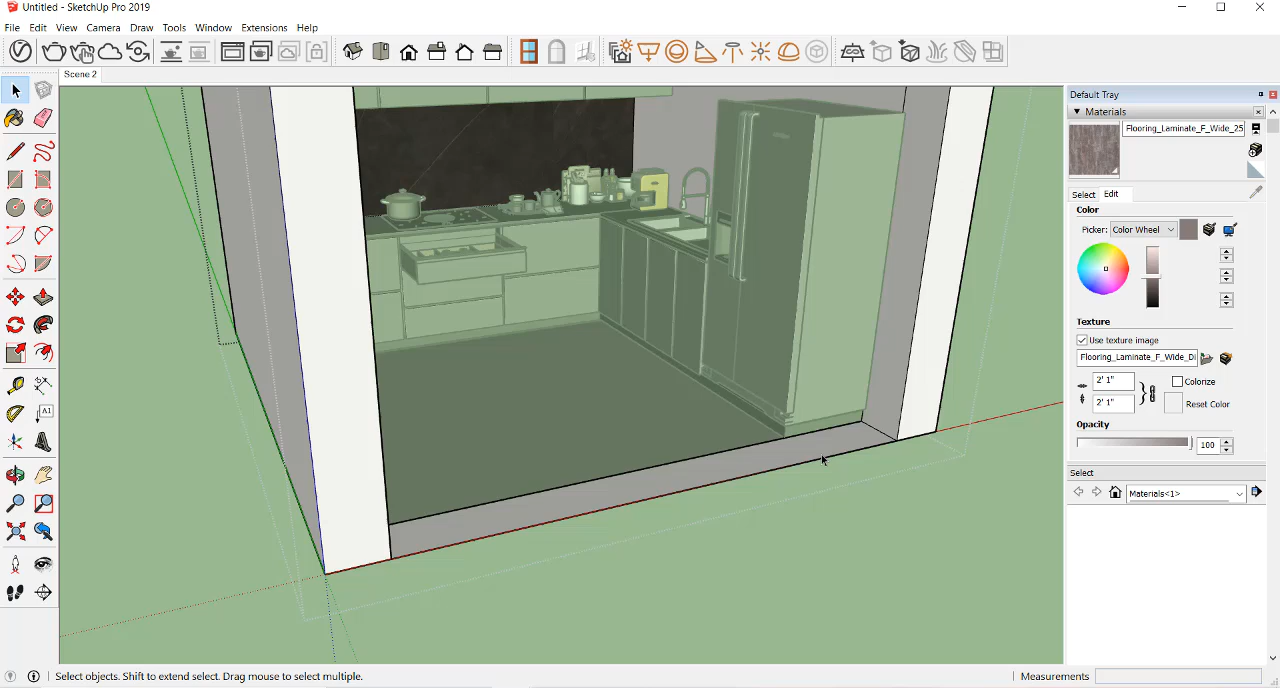 Untitled - SketchUp Pro 2019
File Edit View Camera Draw Tools Window Extensions Help
Scene 2
Default Tray
Materials
Flooring_Laminate_F_Wide_25
Select Edit
Color
Picker: Color Wheel
Texture
Use texture image
Flooring_Laminate_F_Wide_DI
2' 1" Colorize
2' 1" Reset Color
Opacity
100
Select
Materials<1>
A1
Select objects. Shift to extend select. Drag mouse to select multiple.
Measurements